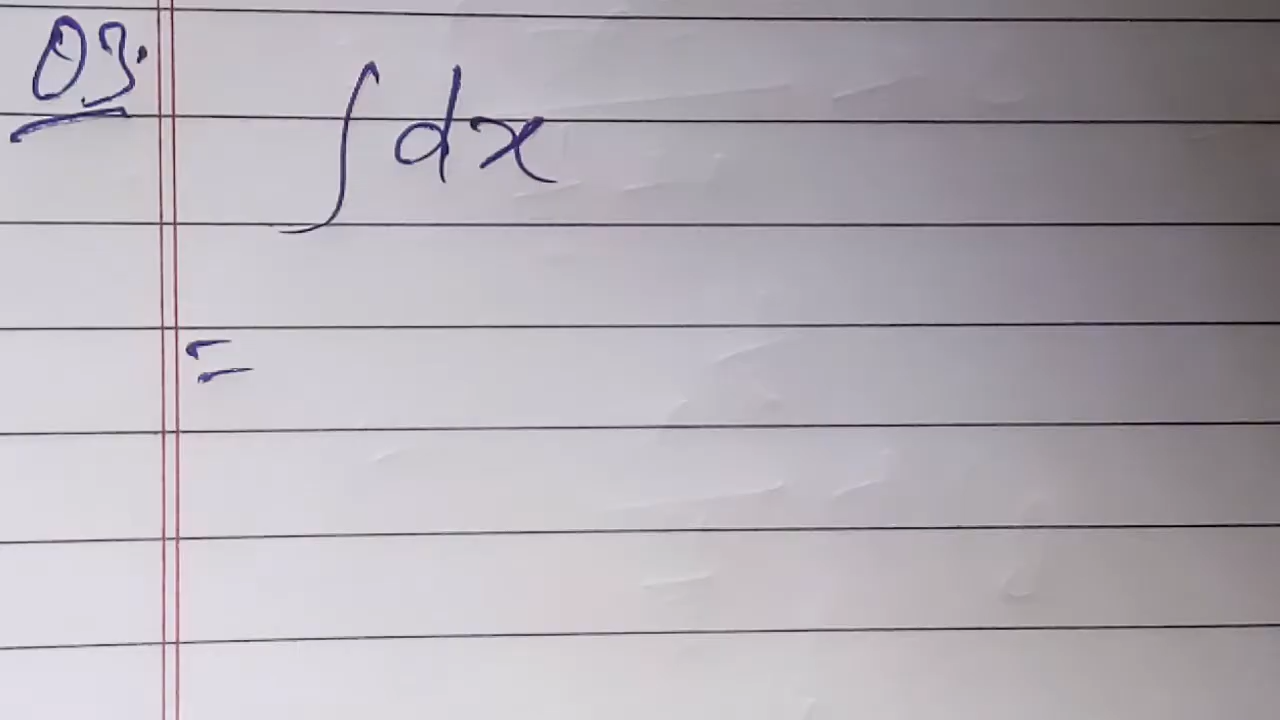 03.
∫ dx
=